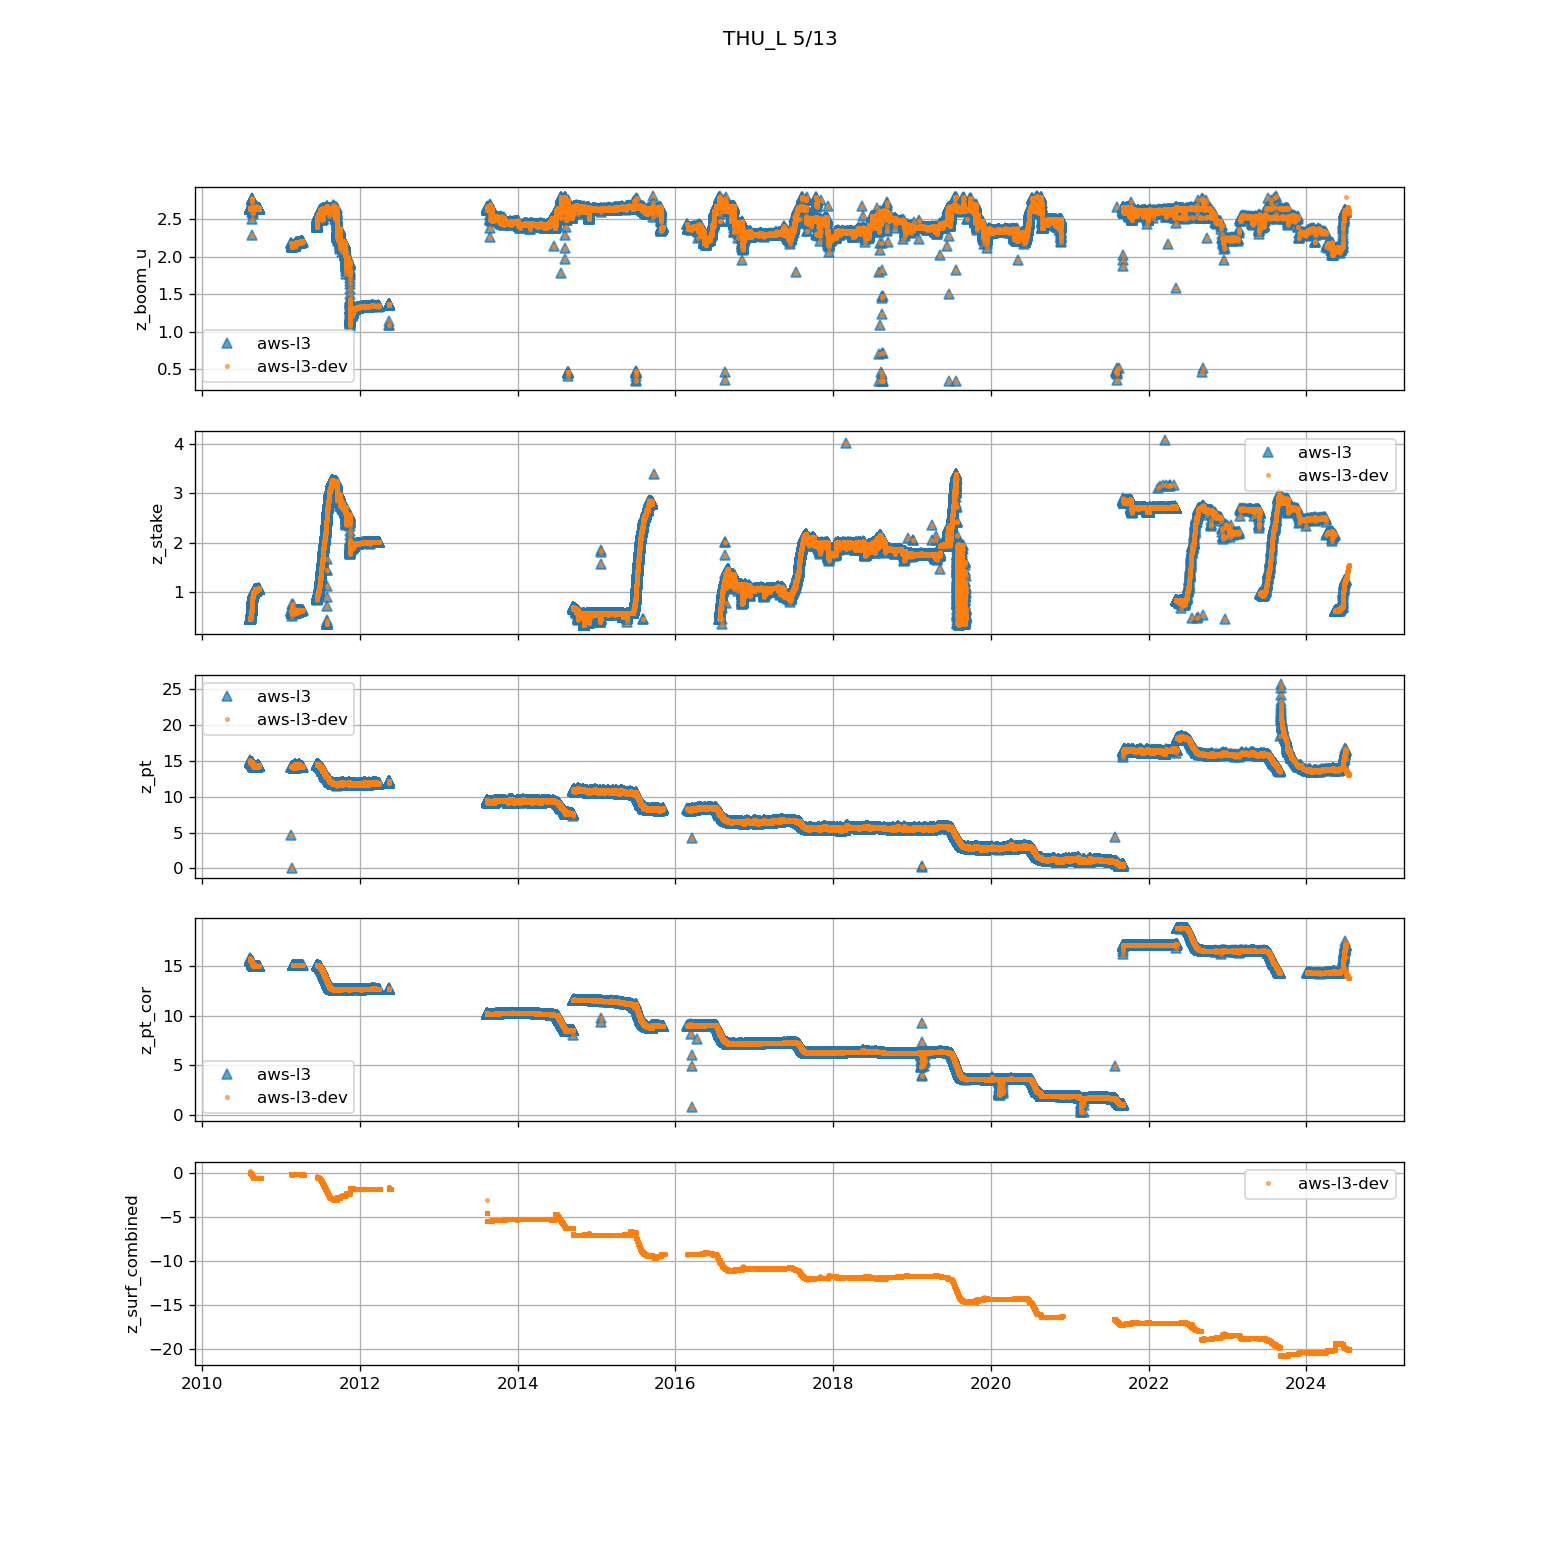 THU_L 5/13
z_boom_u
2.5
2.0
1.5
1.0
0.5
aws-l3
aws-l3-dev
z_stake
4
3
2
1
aws-l3
aws-l3-dev
z_pt
25
20
15
10
5
0
aws-l3
aws-l3-dev
z_pt_cor
15
10
5
0
aws-l3
aws-l3-dev
z_surf_combined
0
−5
−10
−15
−20
aws-l3-dev
2010 2012 2014 2016 2018 2020 2022 2024